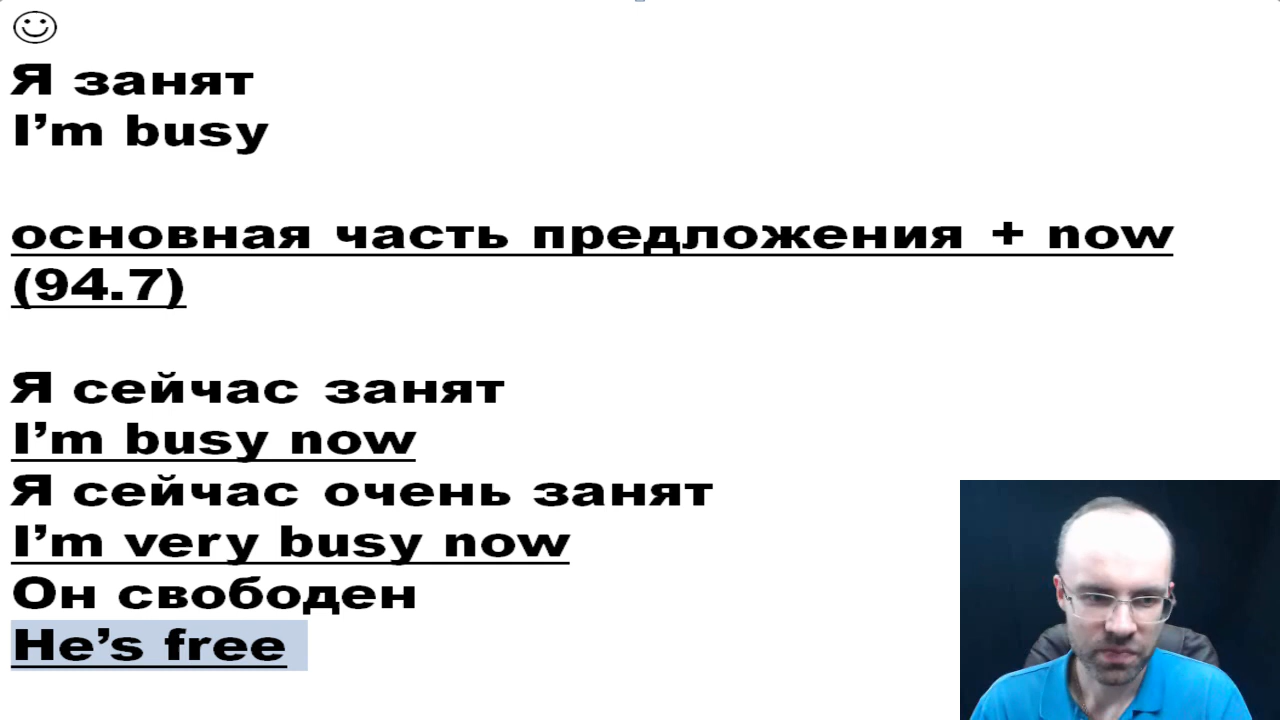 Я занят
I’m busy
основная часть предложения + now
(94.7)
Я сейчас занят
I’m busy now
Я сейчас очень занят
I’m very busy now
Он свободен
He’s free